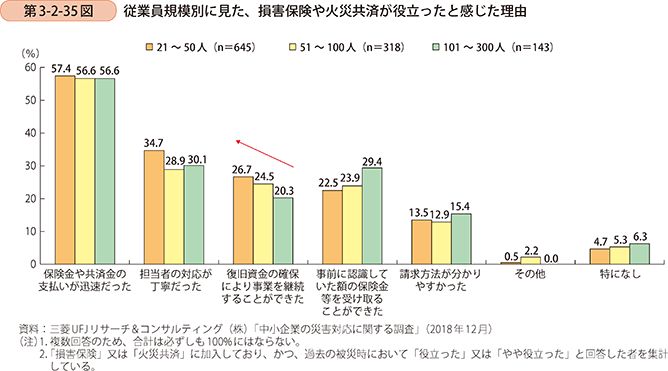 第3-2-35図 従業員規模別に見た、損害保険や火災共済が役立ったと感じた理由
21～50人（n＝645） 51～100人（n＝318） 101～300人（n＝143）
（%）
60
50
40
30
20
10
0
57.4 56.6 56.6
34.7 28.9 30.1
26.7 24.5 20.3
22.5 23.9 29.4
13.5 12.9 15.4
0.5 2.2 0.0
4.7 5.3 6.3
保険金や共済金の
支払いが迅速だった
担当者の対応が
丁寧だった
復旧資金の確保
により事業を継続
することができた
事前に認識して
いた額の保険金
等を受け取る
ことができた
請求方法が分かり
やすかった
その他
特になし
資料：三菱UFJリサーチ＆コンサルティング（株）「中小企業の災害対応に関する調査」（2018年12月）
（注）1．複数回答のため、合計は必ずしも100％にはならない。
2．「損害保険」又は「火災共済」に加入しており、かつ、過去の被災時において「役立った」又は「やや役立った」と回答した者を集計
している。